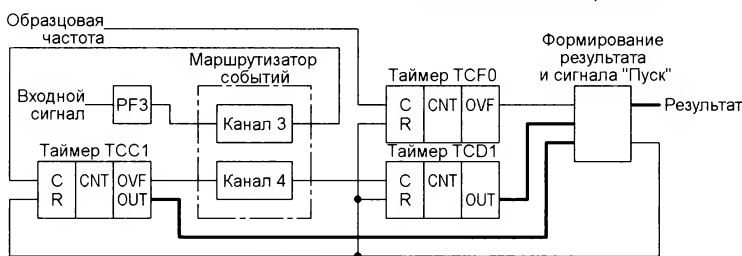 Образцовая
частота
Маршрутизатор
событий
Входной
сигнал
PF3
Канал 3
Канал 4
Таймер TCC1
C CNT OVF
R OUT
Таймер TCF0
C CNT OVF
R
Таймер TCD1
C CNT
R OUT
Формирование
результата
и сигнала "Пуск"
Результат